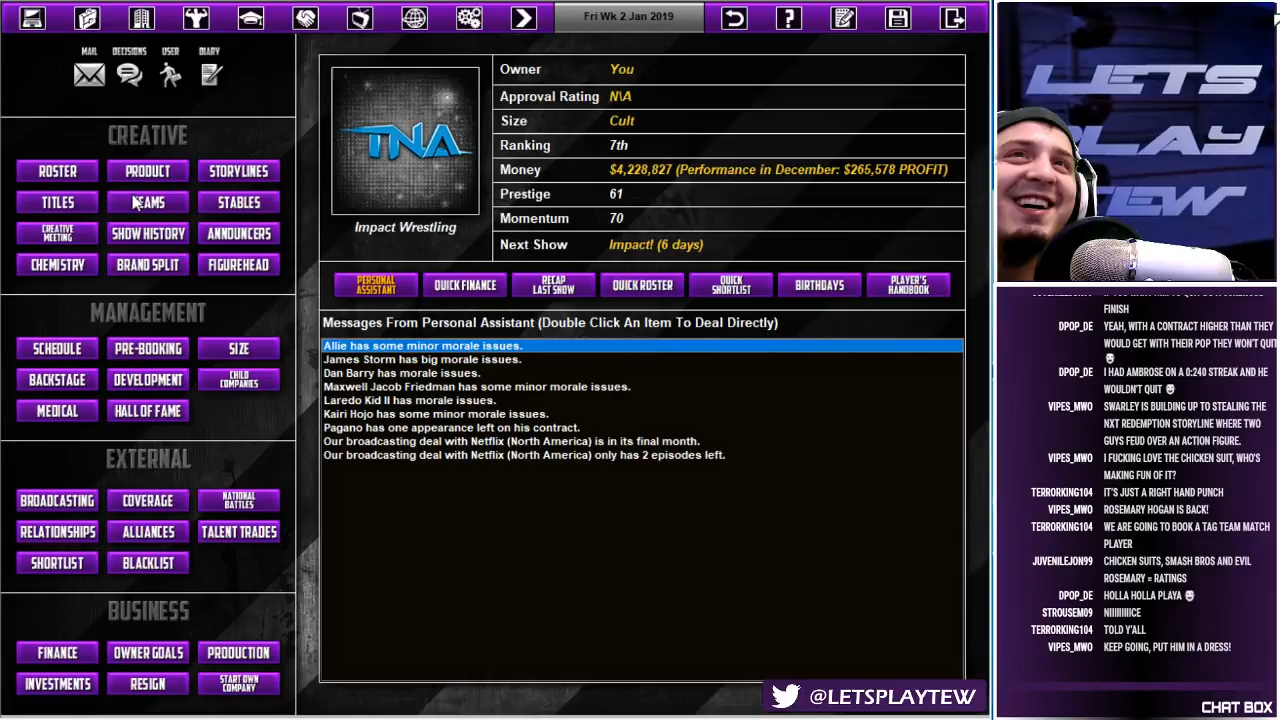 Fri Wk 2 Jan 2019
MAIL DECISIONS USER DIARY
CREATIVE
ROSTER PRODUCT STORYLINES
TITLES TEAMS STABLES
CREATIVE MEETING SHOW HISTORY ANNOUNCERS
CHEMISTRY BRAND SPLIT FIGUREHEAD
MANAGEMENT
SCHEDULE PRE-BOOKING SIZE
BACKSTAGE DEVELOPMENT CHILD COMPANIES
MEDICAL HALL OF FAME
EXTERNAL
BROADCASTING COVERAGE NATIONAL BATTLES
RELATIONSHIPS ALLIANCES TALENT TRADES
SHORTLIST BLACKLIST
BUSINESS
FINANCE OWNER GOALS PRODUCTION
INVESTMENTS RESIGN START OWN COMPANY
TNA
Impact Wrestling
Owner You
Approval Rating N\A
Size Cult
Ranking 7th
Money $4,228,827 (Performance in December: $265,578 PROFIT)
Prestige 61
Momentum 70
Next Show Impact! (6 days)
PERSONAL ASSISTANT QUICK FINANCE RECAP LAST SHOW QUICK ROSTER QUICK SHORTLIST BIRTHDAYS PLAYER'S HANDBOOK
Messages From Personal Assistant (Double Click An Item To Deal Directly)
Allie has some minor morale issues.
James Storm has big morale issues.
Dan Barry has morale issues.
Maxwell Jacob Friedman has some minor morale issues.
Laredo Kid II has morale issues.
Kairi Hojo has some minor morale issues.
Pagano has one appearance left on his contract.
Our broadcasting deal with Netflix (North America) is in its final month.
Our broadcasting deal with Netflix (North America) only has 2 episodes left.
@LETSPLAYTEW
LETS
PLAY
TEW
FINISH
DPOP_DE YEAH, WITH A CONTRACT HIGHER THAN THEY
WOULD GET WITH THEIR POP THEY WON'T QUIT
DPOP_DE I HAD AMBROSE ON A 0:240 STREAK AND HE
WOULDN'T QUIT
VIPES_MWO SWARLEY IS BUILDING UP TO STEALING THE
NXT REDEMPTION STORYLINE WHERE TWO
GUYS FEUD OVER AN ACTION FIGURE.
VIPES_MWO I FUCKING LOVE THE CHICKEN SUIT, WHO'S
MAKING FUN OF IT?
TERRORKING104 IT'S JUST A RIGHT HAND PUNCH
VIPES_MWO ROSEMARY HOGAN IS BACK!
TERRORKING104 WE ARE GOING TO BOOK A TAG TEAM MATCH
PLAYER
JUVENILEJON99 CHICKEN SUITS, SMASH BROS AND EVIL
ROSEMARY = RATINGS
DPOP_DE HOLLA HOLLA PLAYA
STROUSEM09 NIIIIIIIICE
TERRORKING104 TOLD Y'ALL
VIPES_MWO KEEP GOING, PUT HIM IN A DRESS!
CHAT BOX